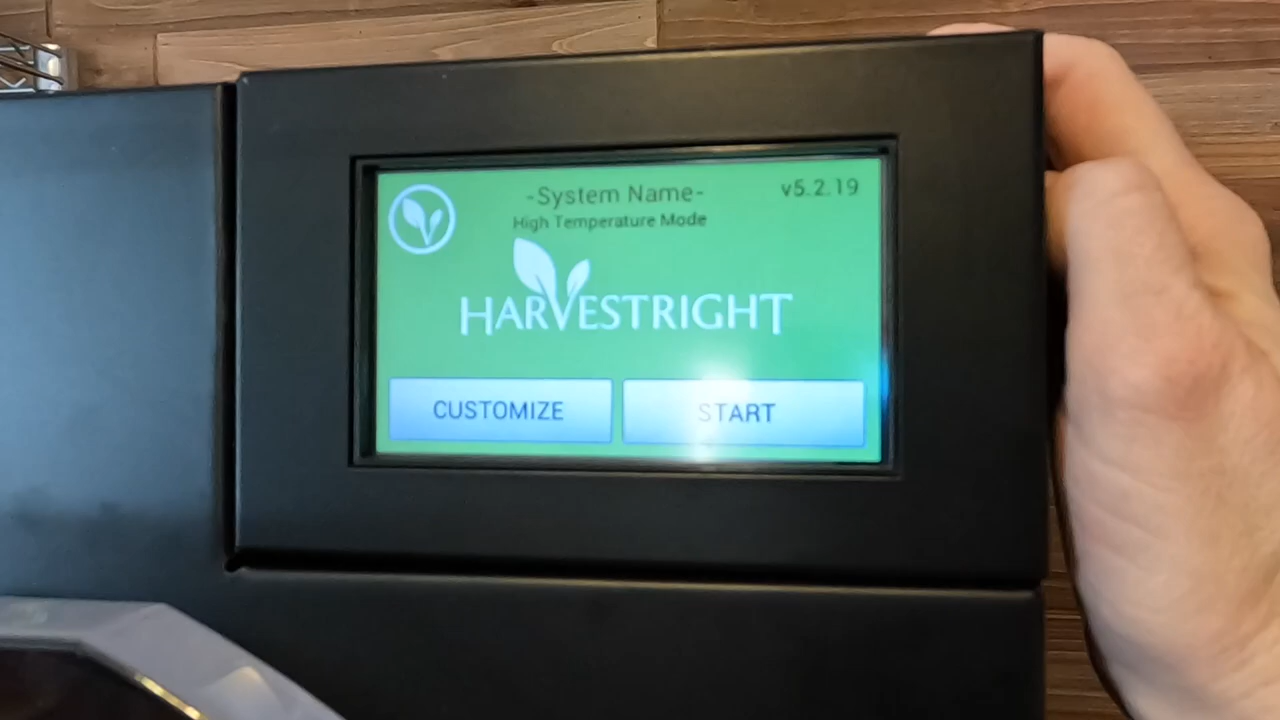 -System Name-
v5.2.19
High Temperature Mode
HARVESTRIGHT
CUSTOMIZE
START